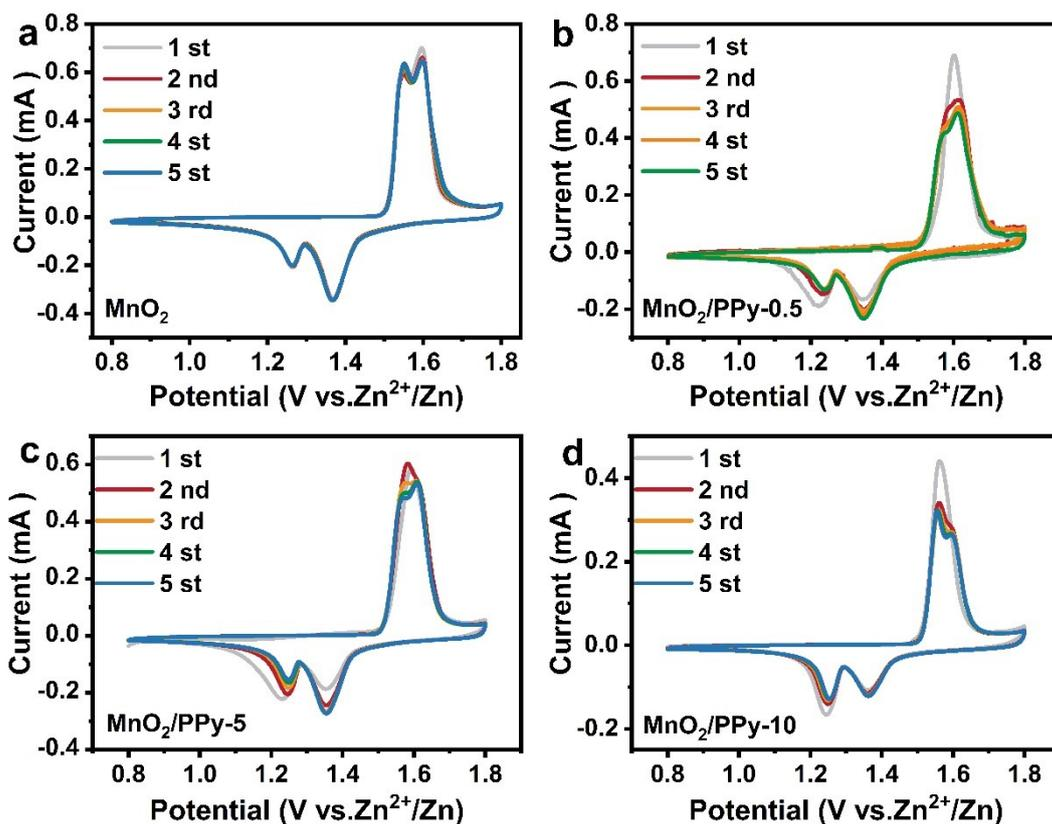 a
1 st
2 nd
3 rd
4 st
5 st
MnO₂
0.8
0.6
0.4
0.2
0.0
-0.2
-0.4
Current (mA)
0.8 1.0 1.2 1.4 1.6 1.8
Potential (V vs.Zn²⁺/Zn)
b
1 st
2 nd
3 rd
4 st
5 st
MnO₂/PPy-0.5
0.8
0.6
0.4
0.2
0.0
-0.2
Current (mA)
0.8 1.0 1.2 1.4 1.6 1.8
Potential (V vs.Zn²⁺/Zn)
c
1 st
2 nd
3 rd
4 st
5 st
MnO₂/PPy-5
0.6
0.4
0.2
0.0
-0.2
-0.4
Current (mA)
0.8 1.0 1.2 1.4 1.6 1.8
Potential (V vs.Zn²⁺/Zn)
d
1 st
2 nd
3 rd
4 st
5 st
MnO₂/PPy-10
0.4
0.2
0.0
-0.2
Current (mA)
0.8 1.0 1.2 1.4 1.6 1.8
Potential (V vs.Zn²⁺/Zn)